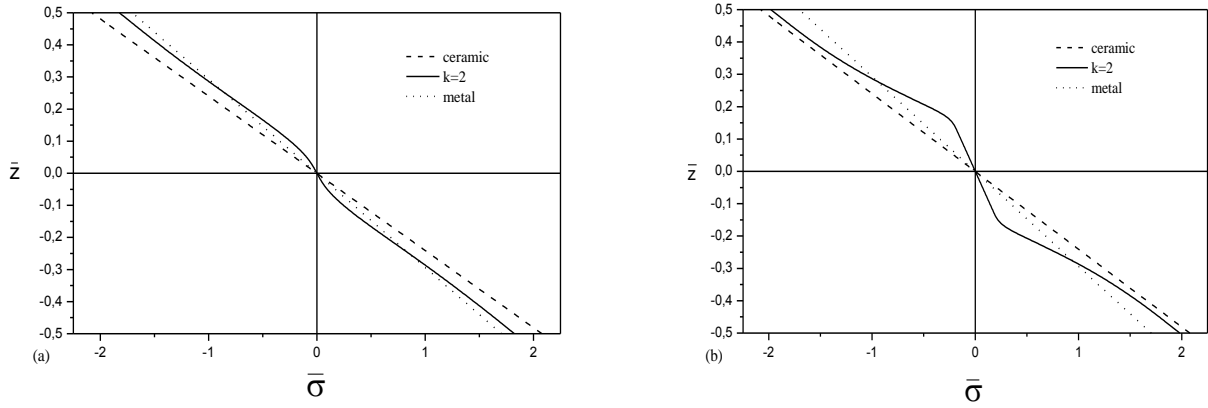 0,5
0,4
0,3
0,2
0,1
0,0
-0,1
-0,2
-0,3
-0,4
-0,5
z̄
ceramic
k=2
metal
-2 -1 0 1 2
(a)
σ̄
0,5
0,4
0,3
0,2
0,1
0,0
-0,1
-0,2
-0,3
-0,4
-0,5
z̄
ceramic
k=2
metal
-2 -1 0 1 2
(b)
σ̄